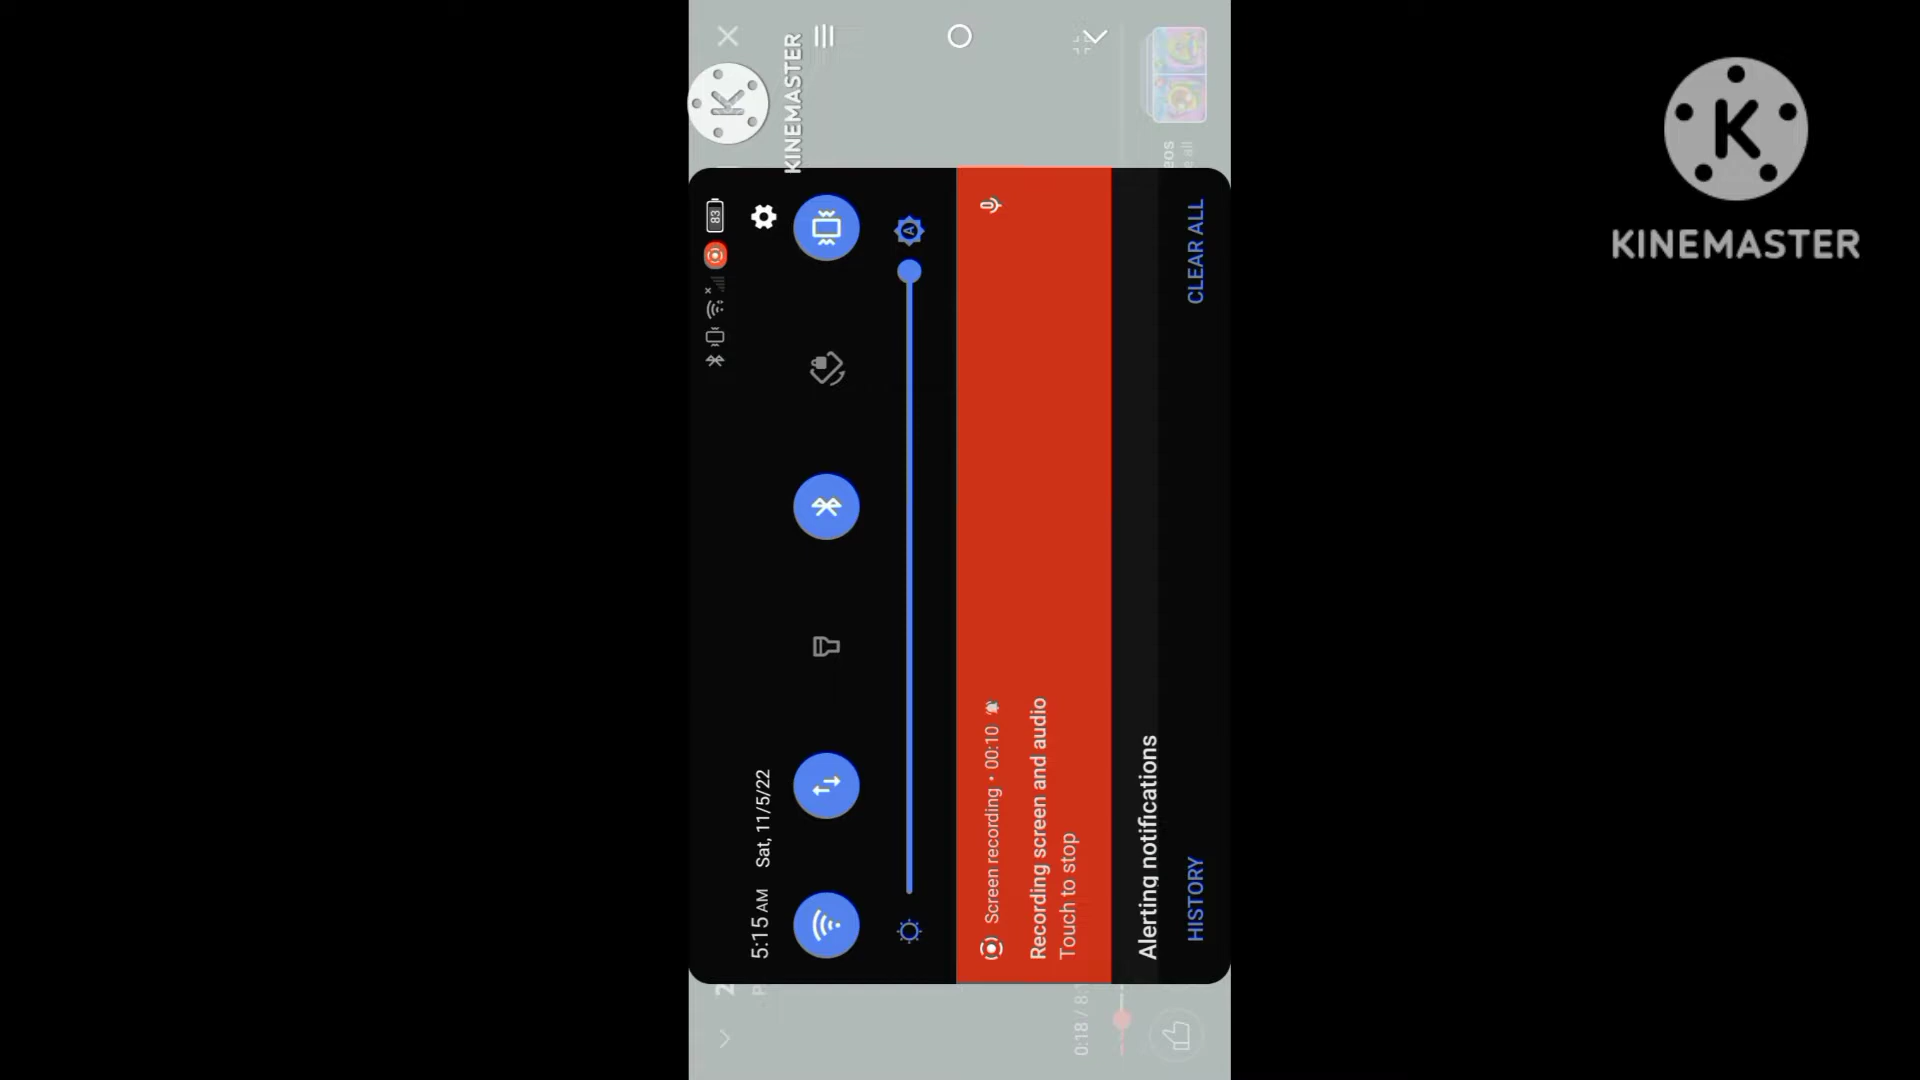 KINEMASTER
K
83
5:15 AM Sat, 11/5/22
A
Screen recording • 00:10
Recording screen and audio
Touch to stop
Alerting notifications
HISTORY
CLEAR ALL
K
KINEMASTER